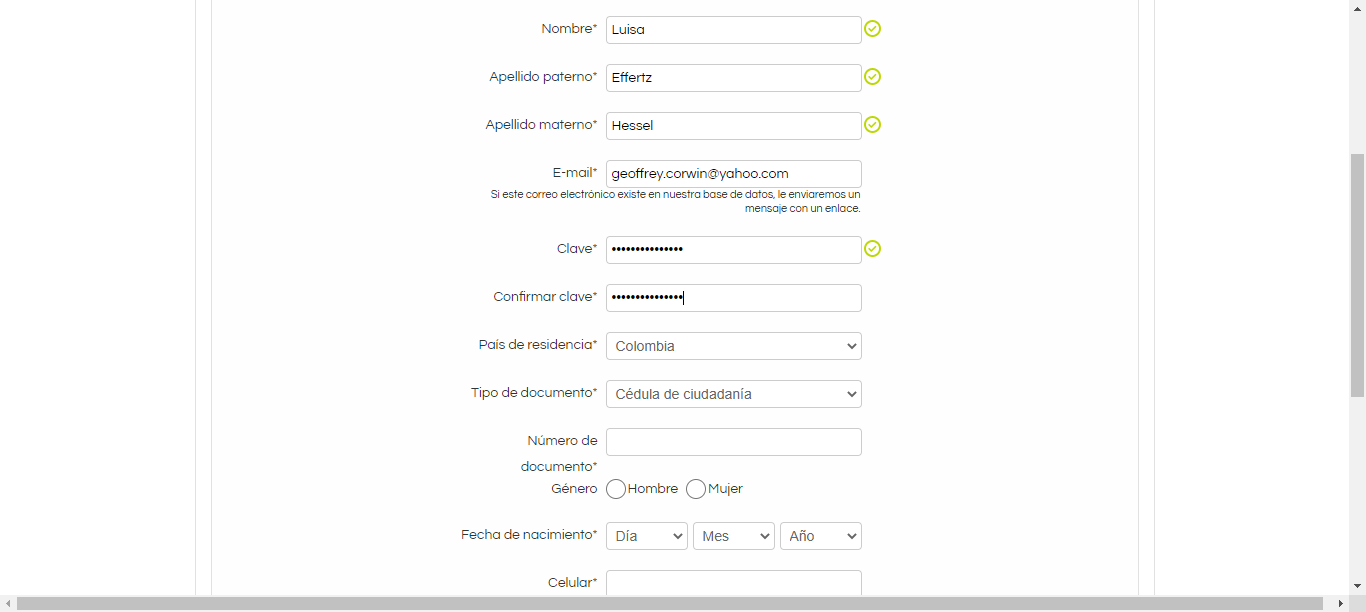 Nombre* Luisa
Apellido paterno* Effertz
Apellido materno* Hessel
E-mail* geoffrey.corwin@yahoo.com
Si este correo electrónico existe en nuestra base de datos, le enviaremos un
mensaje con un enlace.
Clave* •••••••••••••••
Confirmar clave* •••••••••••••••
País de residencia* Colombia
Tipo de documento* Cédula de ciudadanía
Número de
documento*
Género Hombre Mujer
Fecha de nacimiento* Día Mes Año
Celular*